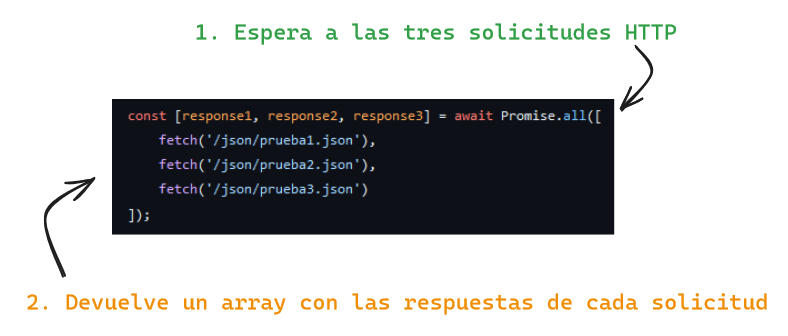 1. Espera a las tres solicitudes HTTP
const [response1, response2, response3] = await Promise.all([
    fetch('/json/prueba1.json'),
    fetch('/json/prueba2.json'),
    fetch('/json/prueba3.json')
]);
2. Devuelve un array con las respuestas de cada solicitud